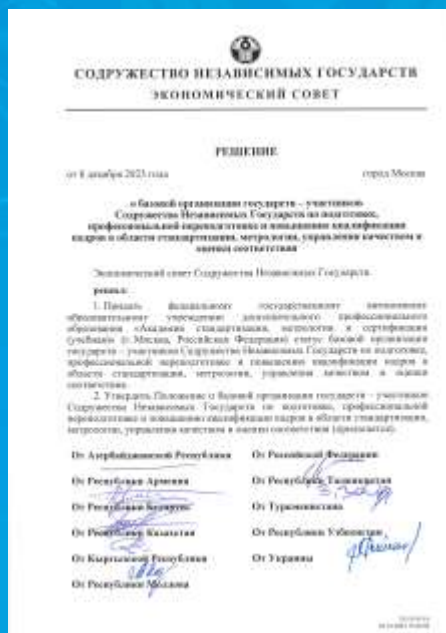 СОДРУЖЕСТВО НЕЗАВИСИМЫХ ГОСУДАРСТВ
ЭКОНОМИЧЕСКИЙ СОВЕТ
РЕШЕНИЕ
от 8 декабря 2023 года город Москва
о базовой организации государств – участников
Содружества Независимых Государств по подготовке,
профессиональной переподготовке и повышению квалификации
кадров в области стандартизации, метрологии, управления качеством и
оценки соответствия
Экономический совет Содружества Независимых Государств
решил:
1. Придать федеральному государственному автономному
образовательному учреждению дополнительного профессионального
образования «Академия стандартизации, метрологии и сертификации
(учебная)» (г. Москва, Российская Федерация) статус базовой организации
государств – участников Содружества Независимых Государств по подготовке,
профессиональной переподготовке и повышению квалификации кадров в
области стандартизации, метрологии, управления качеством и оценки
соответствия.
2. Утвердить Положение о базовой организации государств – участников
Содружества Независимых Государств по подготовке, профессиональной
переподготовке и повышению квалификации кадров в области стандартизации,
метрологии, управления качеством и оценки соответствия (прилагается).
От Азербайджанской Республики От Российской Федерации
От Республики Армения От Республики Таджикистан
От Республики Беларусь От Туркменистана
От Республики Казахстан От Республики Узбекистан
От Кыргызской Республики От Украины
От Республики Молдова